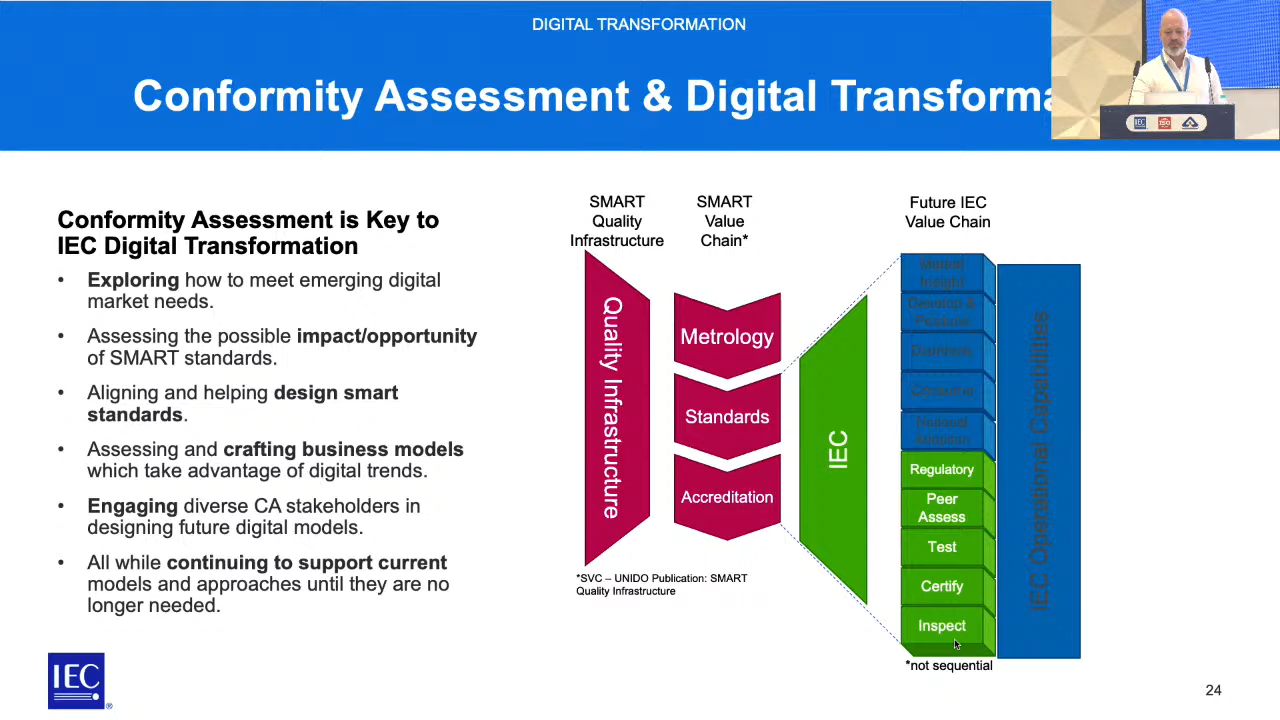 DIGITAL TRANSFORMATION
Conformity Assessment & Digital Transforma
IEC
ISO
Conformity Assessment is Key to
IEC Digital Transformation
• Exploring how to meet emerging digital
market needs.
• Assessing the possible impact/opportunity
of SMART standards.
• Aligning and helping design smart
standards.
• Assessing and crafting business models
which take advantage of digital trends.
• Engaging diverse CA stakeholders in
designing future digital models.
• All while continuing to support current
models and approaches until they are no
longer needed.
SMART
Quality
Infrastructure
Quality Infrastructure
SMART
Value
Chain*
Metrology
Standards
Accreditation
*SVC – UNIDO Publication: SMART
Quality Infrastructure
IEC
Future IEC
Value Chain
Insight
Develop &
National
Adoption
Regulatory
Peer
Assess
Test
Certify
Inspect
*not sequential
IEC Operational Capabilities
IEC
®
24